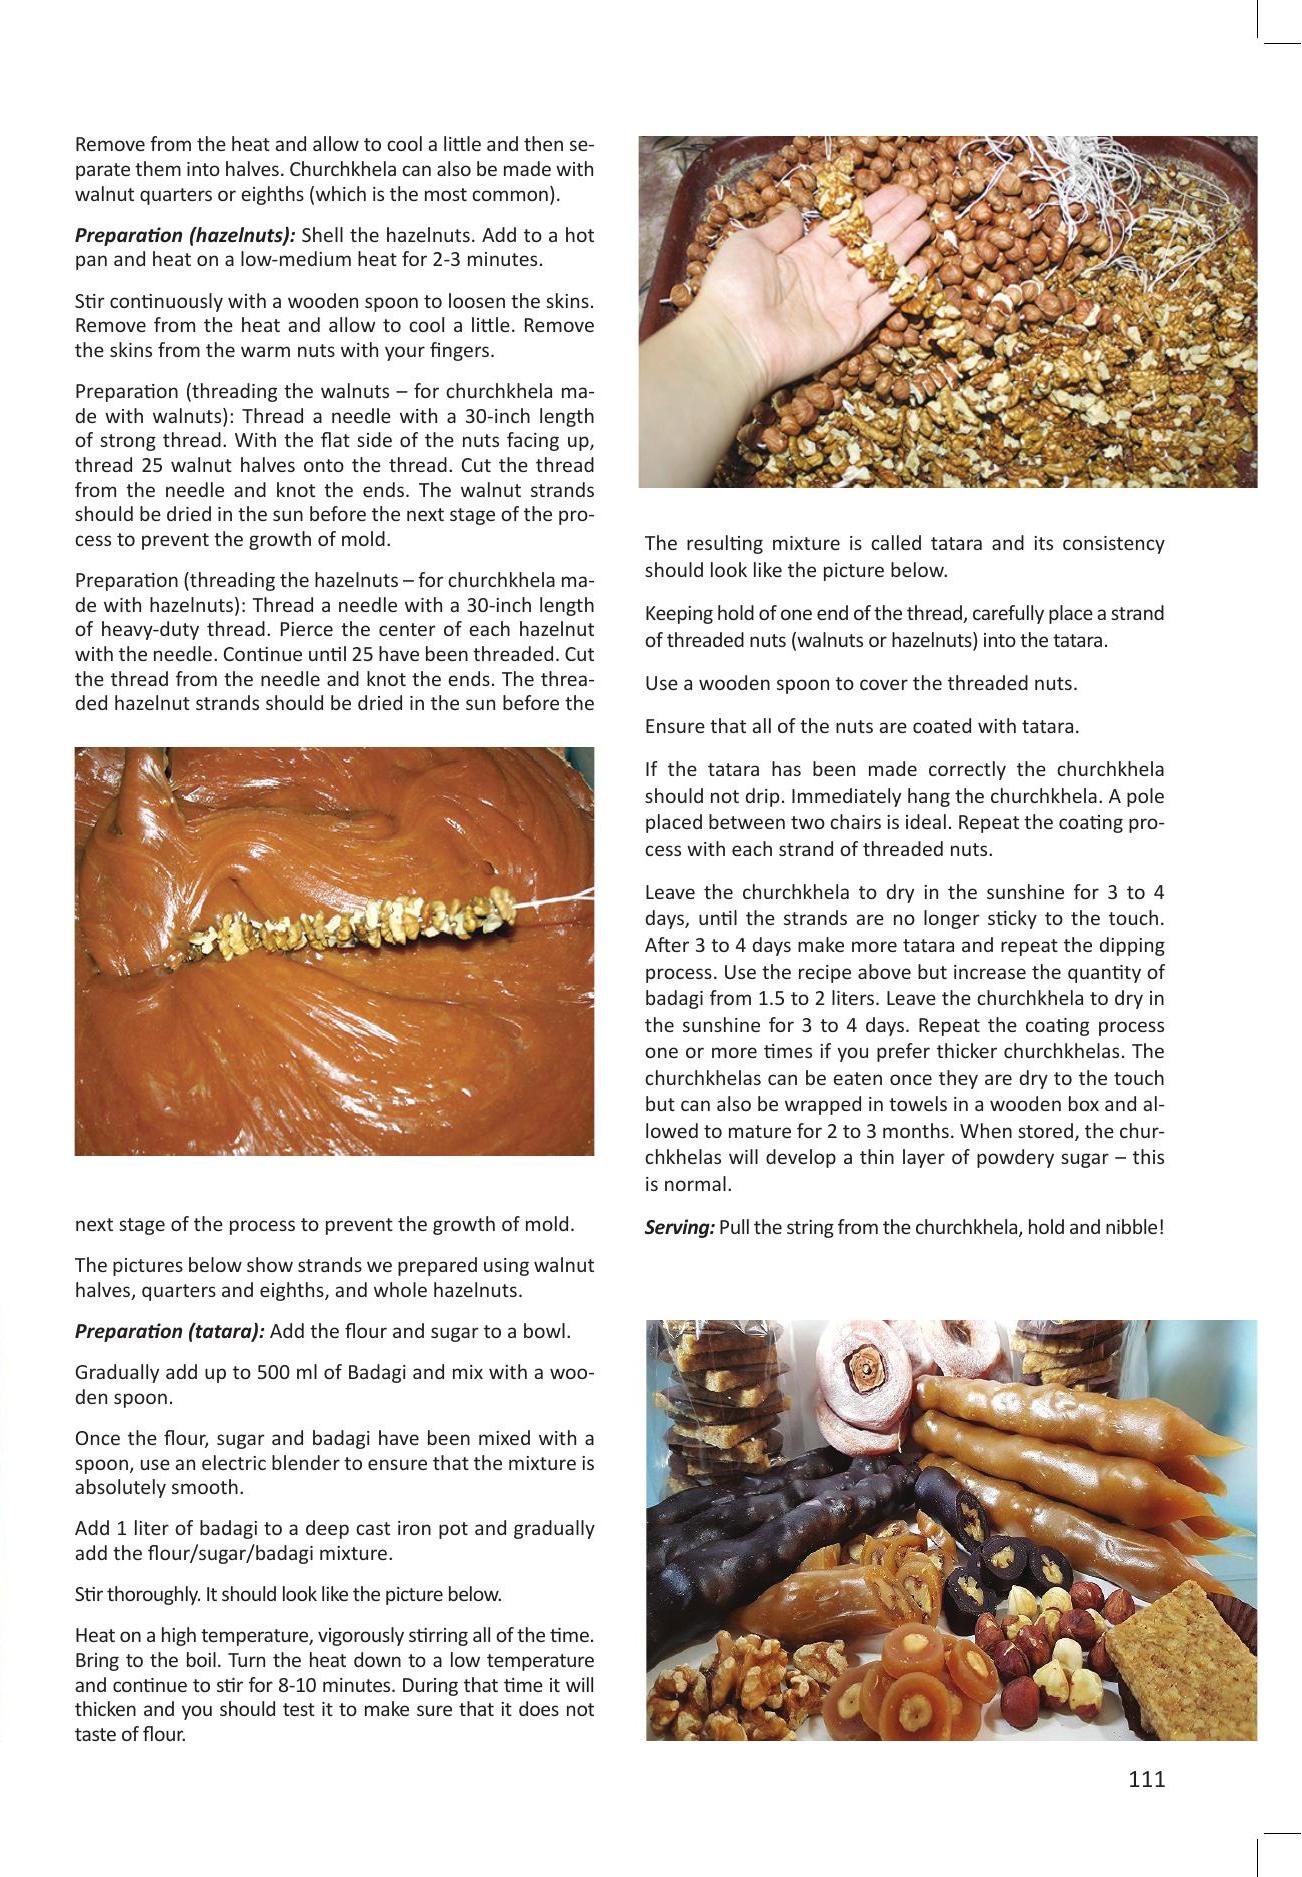 Remove from the heat and allow to cool a little and then se-
parate them into halves. Churchkhela can also be made with
walnut quarters or eighths (which is the most common).
Preparation (hazelnuts): Shell the hazelnuts. Add to a hot
pan and heat on a low-medium heat for 2-3 minutes.
Stir continuously with a wooden spoon to loosen the skins.
Remove from the heat and allow to cool a little. Remove
the skins from the warm nuts with your fingers.
Preparation (threading the walnuts – for churchkhela ma-
de with walnuts): Thread a needle with a 30-inch length
of strong thread. With the flat side of the nuts facing up,
thread 25 walnut halves onto the thread. Cut the thread
from the needle and knot the ends. The walnut strands
should be dried in the sun before the next stage of the pro-
cess to prevent the growth of mold.
Preparation (threading the hazelnuts – for churchkhela ma-
de with hazelnuts): Thread a needle with a 30-inch length
of heavy-duty thread. Pierce the center of each hazelnut
with the needle. Continue until 25 have been threaded. Cut
the thread from the needle and knot the ends. The threa-
ded hazelnut strands should be dried in the sun before the
next stage of the process to prevent the growth of mold.
The pictures below show strands we prepared using walnut
halves, quarters and eighths, and whole hazelnuts.
Preparation (tatara): Add the flour and sugar to a bowl.
Gradually add up to 500 ml of Badagi and mix with a woo-
den spoon.
Once the flour, sugar and badagi have been mixed with a
spoon, use an electric blender to ensure that the mixture is
absolutely smooth.
Add 1 liter of badagi to a deep cast iron pot and gradually
add the flour/sugar/badagi mixture.
Stir thoroughly. It should look like the picture below.
Heat on a high temperature, vigorously stirring all of the time.
Bring to the boil. Turn the heat down to a low temperature
and continue to stir for 8-10 minutes. During that time it will
thicken and you should test it to make sure that it does not
taste of flour.
The resulting mixture is called tatara and its consistency
should look like the picture below.
Keeping hold of one end of the thread, carefully place a strand
of threaded nuts (walnuts or hazelnuts) into the tatara.
Use a wooden spoon to cover the threaded nuts.
Ensure that all of the nuts are coated with tatara.
If the tatara has been made correctly the churchkhela
should not drip. Immediately hang the churchkhela. A pole
placed between two chairs is ideal. Repeat the coating pro-
cess with each strand of threaded nuts.
Leave the churchkhela to dry in the sunshine for 3 to 4
days, until the strands are no longer sticky to the touch.
After 3 to 4 days make more tatara and repeat the dipping
process. Use the recipe above but increase the quantity of
badagi from 1.5 to 2 liters. Leave the churchkhela to dry in
the sunshine for 3 to 4 days. Repeat the coating process
one or more times if you prefer thicker churchkhelas. The
churchkhelas can be eaten once they are dry to the touch
but can also be wrapped in towels in a wooden box and al-
lowed to mature for 2 to 3 months. When stored, the chur-
chkhelas will develop a thin layer of powdery sugar – this
is normal.
Serving: Pull the string from the churchkhela, hold and nibble!
111